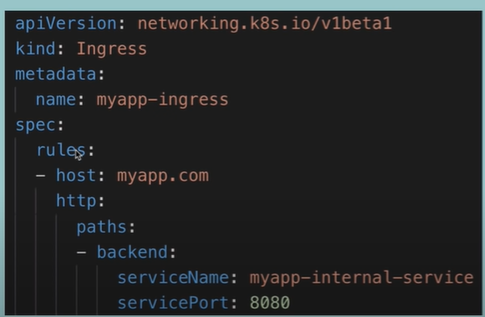 apiVersion: networking.k8s.io/v1beta1
kind: Ingress
metadata:
  name: myapp-ingress
spec:
  rules:
  - host: myapp.com
    http:
      paths:
      - backend:
          serviceName: myapp-internal-service
          servicePort: 8080